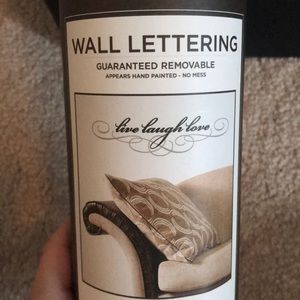 WALL LETTERING
GUARANTEED REMOVABLE
APPEARS HAND PAINTED - NO MESS
live laugh love